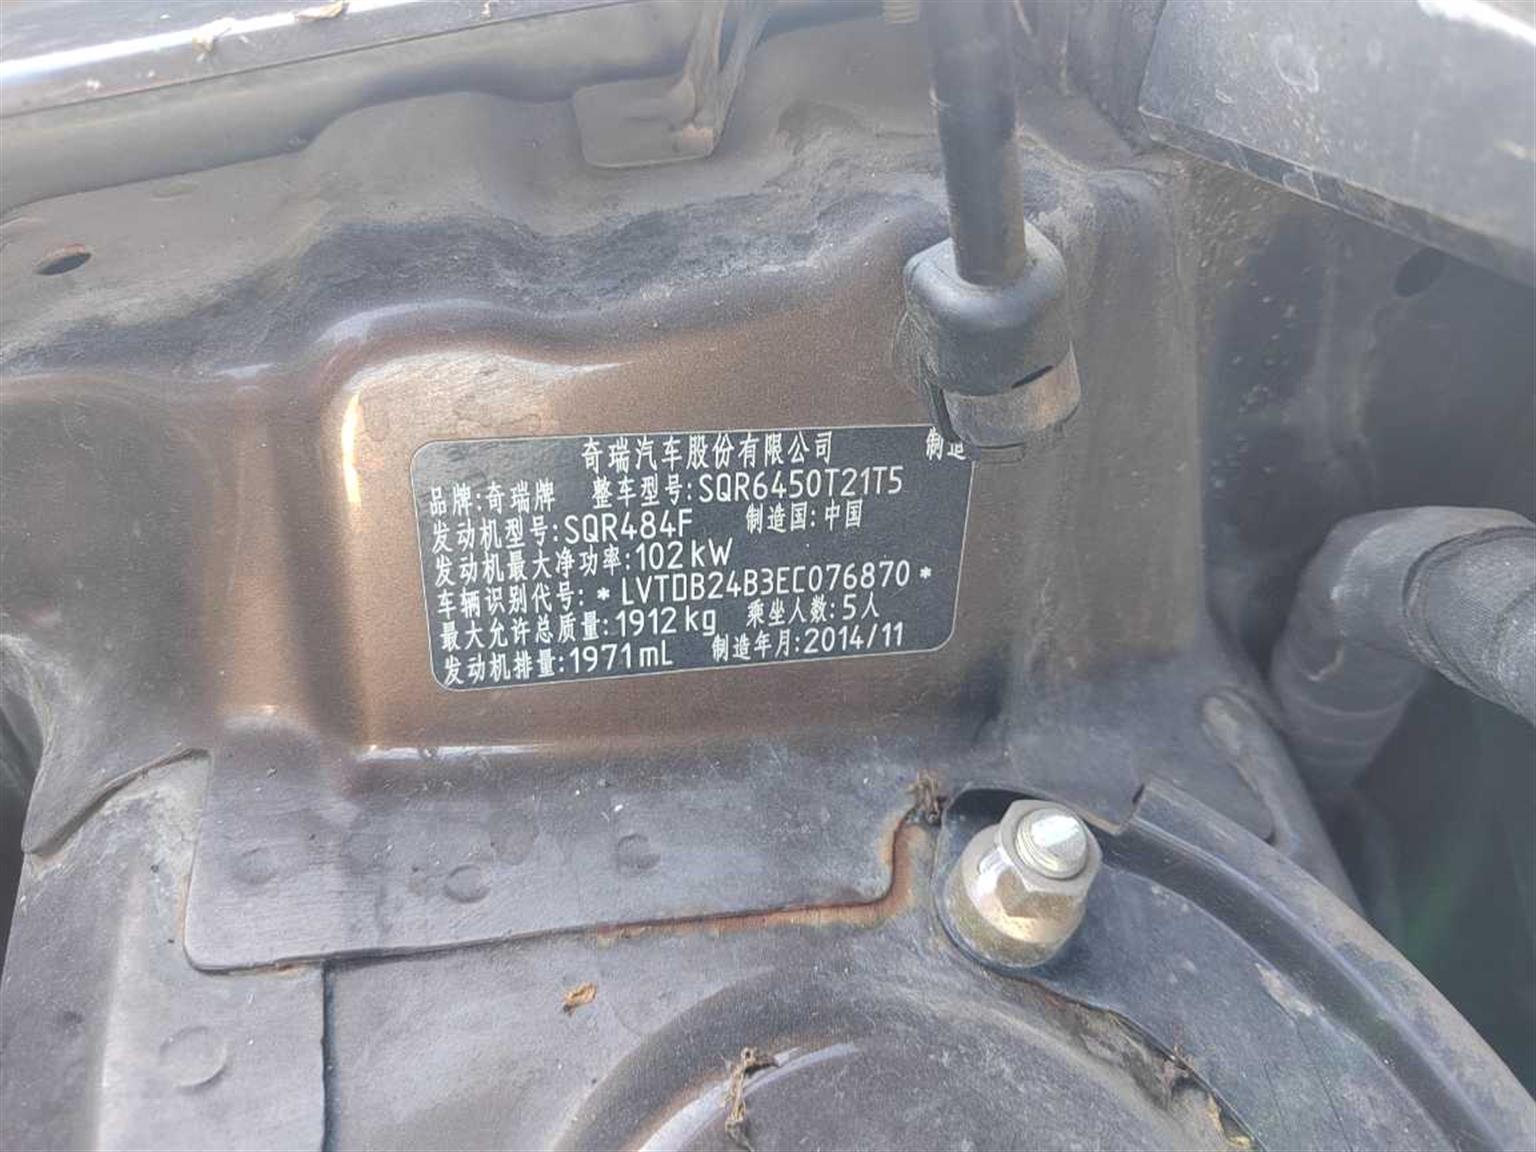 奇瑞汽车股份有限公司 制造
品牌:奇瑞牌 整车型号:SQR6450T21T5
发动机型号:SQR484F 制造国:中国
发动机最大净功率:102kW
车辆识别代号:*LVTDB24B3EC076870*
最大允许总质量:1912kg 乘坐人数:5人
发动机排量:1971mL 制造年月:2014/11